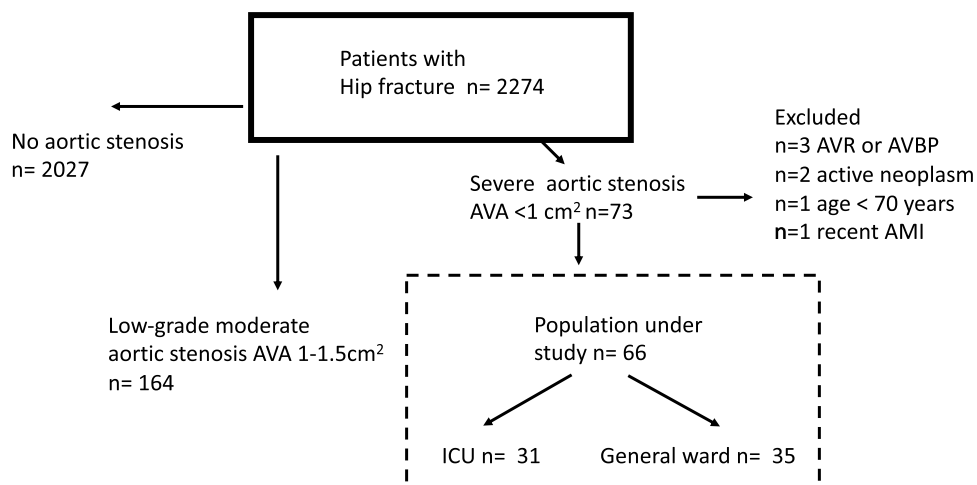 Patients with
Hip fracture n= 2274
No aortic stenosis
n= 2027
Excluded
n=3 AVR or AVBP
n=2 active neoplasm
n=1 age < 70 years
n=1 recent AMI
Severe aortic stenosis
AVA <1 cm² n=73
Low-grade moderate
aortic stenosis AVA 1-1.5cm²
n= 164
Population under
study n= 66
ICU n= 31
General ward n= 35